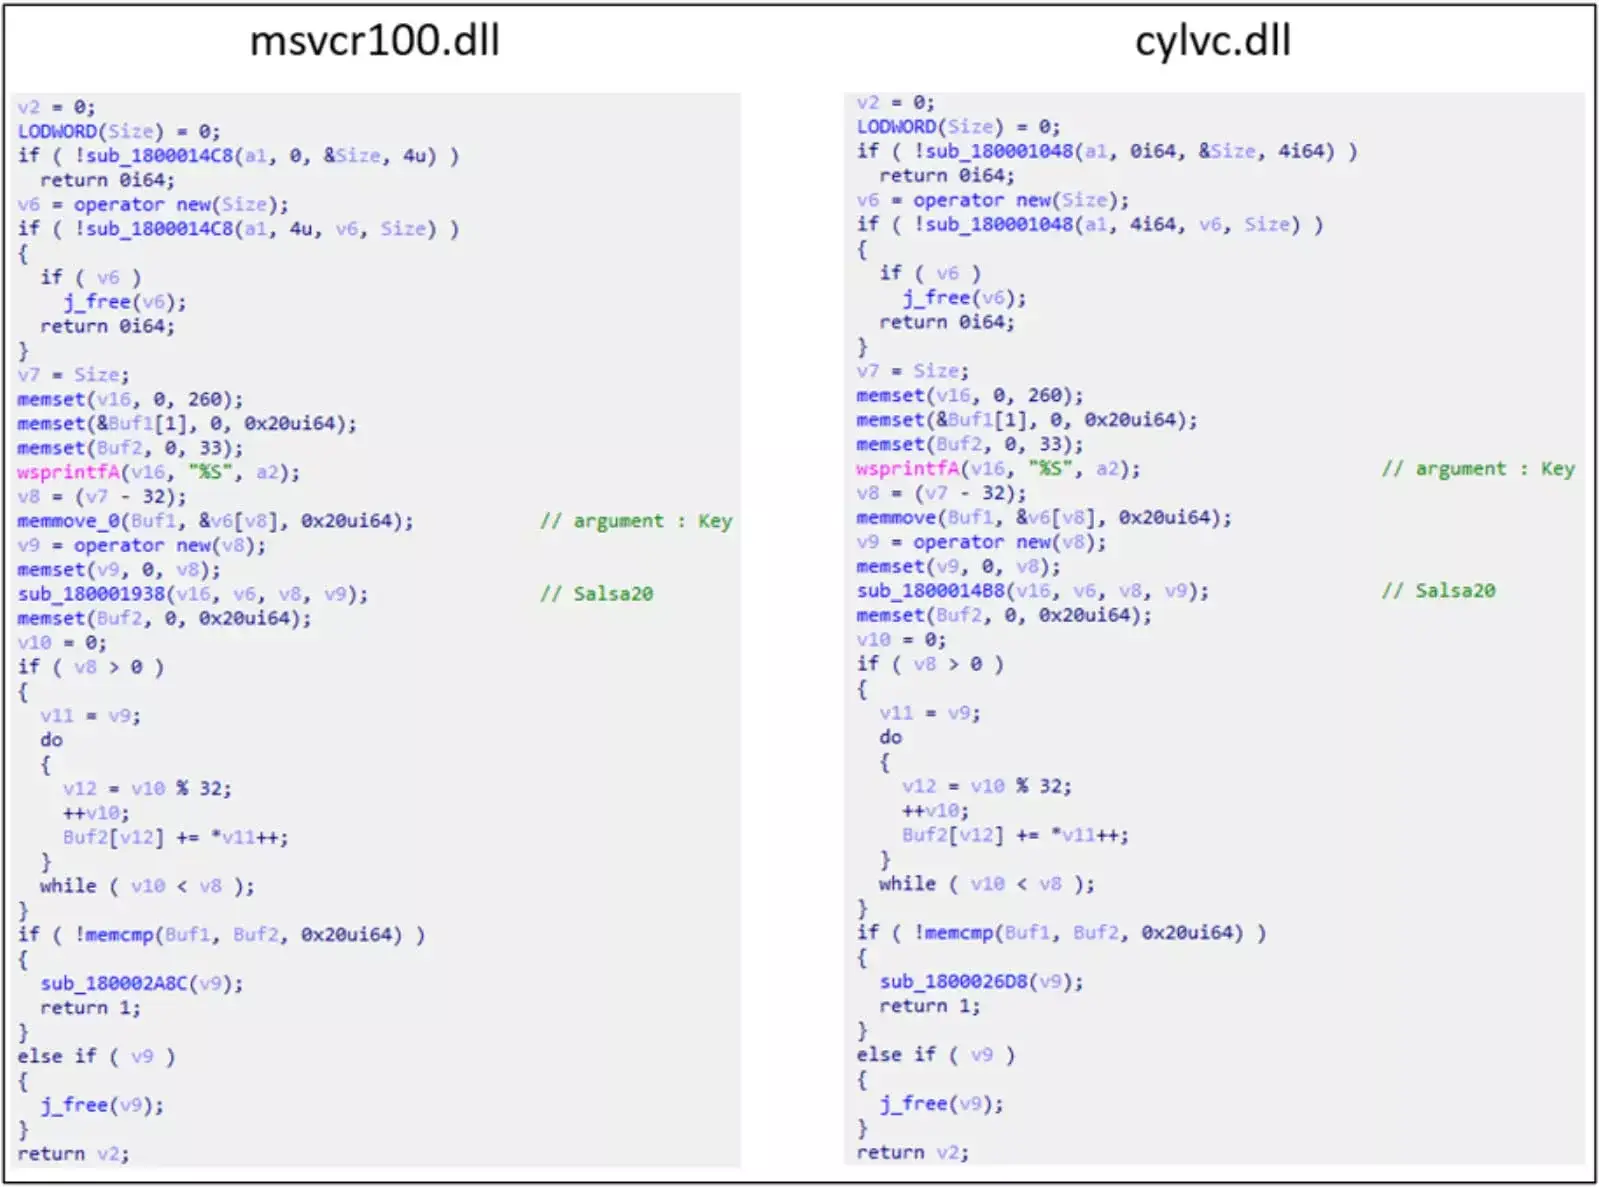 msvcr100.dll
v2 = 0;
LODWORD(Size) = 0;
if ( !sub_1800014C8(a1, 0, &Size, 4u) )
return 0i64;
v6 = operator new(Size);
if ( !sub_1800014C8(a1, 4u, v6, Size) )
{
if ( v6 )
j_free(v6);
return 0i64;
}
v7 = Size;
memset(v16, 0, 260);
memset(&Buf1[1], 0, 0x20ui64);
memset(Buf2, 0, 33);
wsprintfA(v16, "%S", a2);
v8 = (v7 - 32);
memmove_0(Buf1, &v6[v8], 0x20ui64); // argument : Key
v9 = operator new(v8);
memset(v9, 0, v8);
sub_180001938(v16, v6, v8, v9); // Salsa20
memset(Buf2, 0, 0x20ui64);
v10 = 0;
if ( v8 > 0 )
{
v11 = v9;
do
{
v12 = v10 % 32;
++v10;
Buf2[v12] += *v11++;
}
while ( v10 < v8 );
}
if ( !memcmp(Buf1, Buf2, 0x20ui64) )
{
sub_180002A8C(v9);
return 1;
}
else if ( v9 )
{
j_free(v9);
}
return v2;
cylvc.dll
v2 = 0;
LODWORD(Size) = 0;
if ( !sub_180001048(a1, 0i64, &Size, 4i64) )
return 0i64;
v6 = operator new(Size);
if ( !sub_180001048(a1, 4i64, v6, Size) )
{
if ( v6 )
j_free(v6);
return 0i64;
}
v7 = Size;
memset(v16, 0, 260);
memset(&Buf1[1], 0, 0x20ui64);
memset(Buf2, 0, 33);
wsprintfA(v16, "%S", a2); // argument : Key
v8 = (v7 - 32);
memmove(Buf1, &v6[v8], 0x20ui64);
v9 = operator new(v8);
memset(v9, 0, v8);
sub_1800014B8(v16, v6, v8, v9); // Salsa20
memset(Buf2, 0, 0x20ui64);
v10 = 0;
if ( v8 > 0 )
{
v11 = v9;
do
{
v12 = v10 % 32;
++v10;
Buf2[v12] += *v11++;
}
while ( v10 < v8 );
}
if ( !memcmp(Buf1, Buf2, 0x20ui64) )
{
sub_1800026D8(v9);
return 1;
}
else if ( v9 )
{
j_free(v9);
}
return v2;